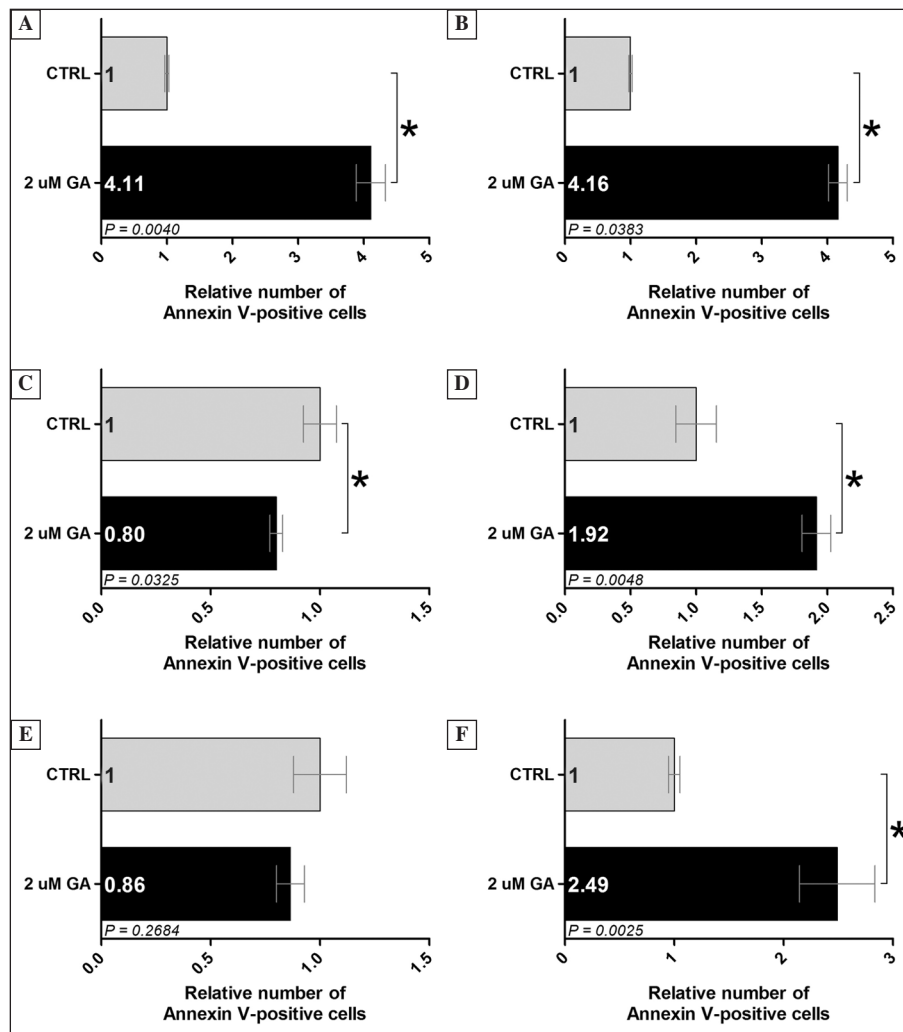 A
CTRL
1
2 uM GA
4.11
P = 0.0040
0 1 2 3 4 5
Relative number of
Annexin V-positive cells
B
CTRL
1
2 uM GA
4.16
P = 0.0383
0 1 2 3 4 5
Relative number of
Annexin V-positive cells
C
CTRL
1
2 uM GA
0.80
P = 0.0325
0.0 0.5 1.0 1.5
Relative number of
Annexin V-positive cells
D
CTRL
1
2 uM GA
1.92
P = 0.0048
0.0 0.5 1.0 1.5 2.0 2.5
Relative number of
Annexin V-positive cells
E
CTRL
1
2 uM GA
0.86
P = 0.2684
0.0 0.5 1.0 1.5
Relative number of
Annexin V-positive cells
F
CTRL
1
2 uM GA
2.49
P = 0.0025
0 1 2 3
Relative number of
Annexin V-positive cells